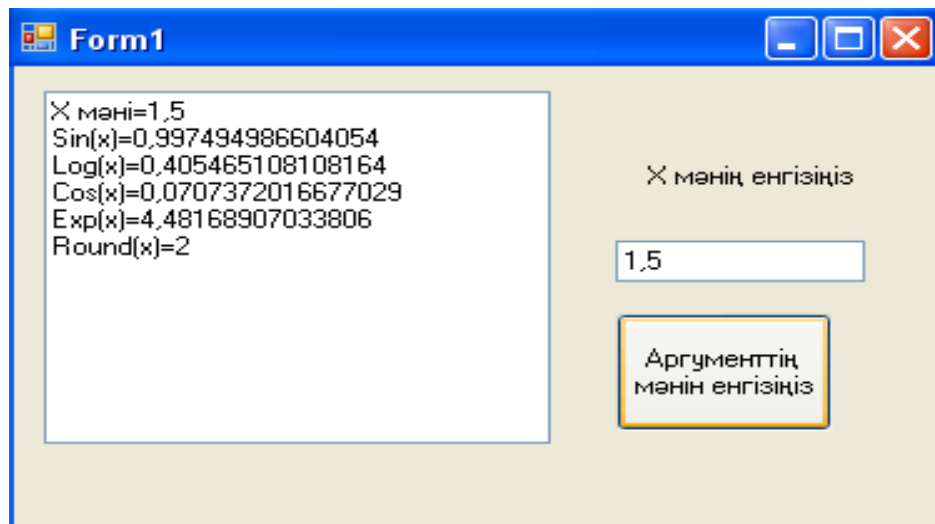 Form1
X мәні=1,5
Sin(x)=0,997494986604054
Log(x)=0,405465108108164
Cos(x)=0,0707372016677029
Exp(x)=4,48168907033806
Round(x)=2
X мәнің енгізіңіз
1,5
Аргументтің
мәнін енгізіңіз